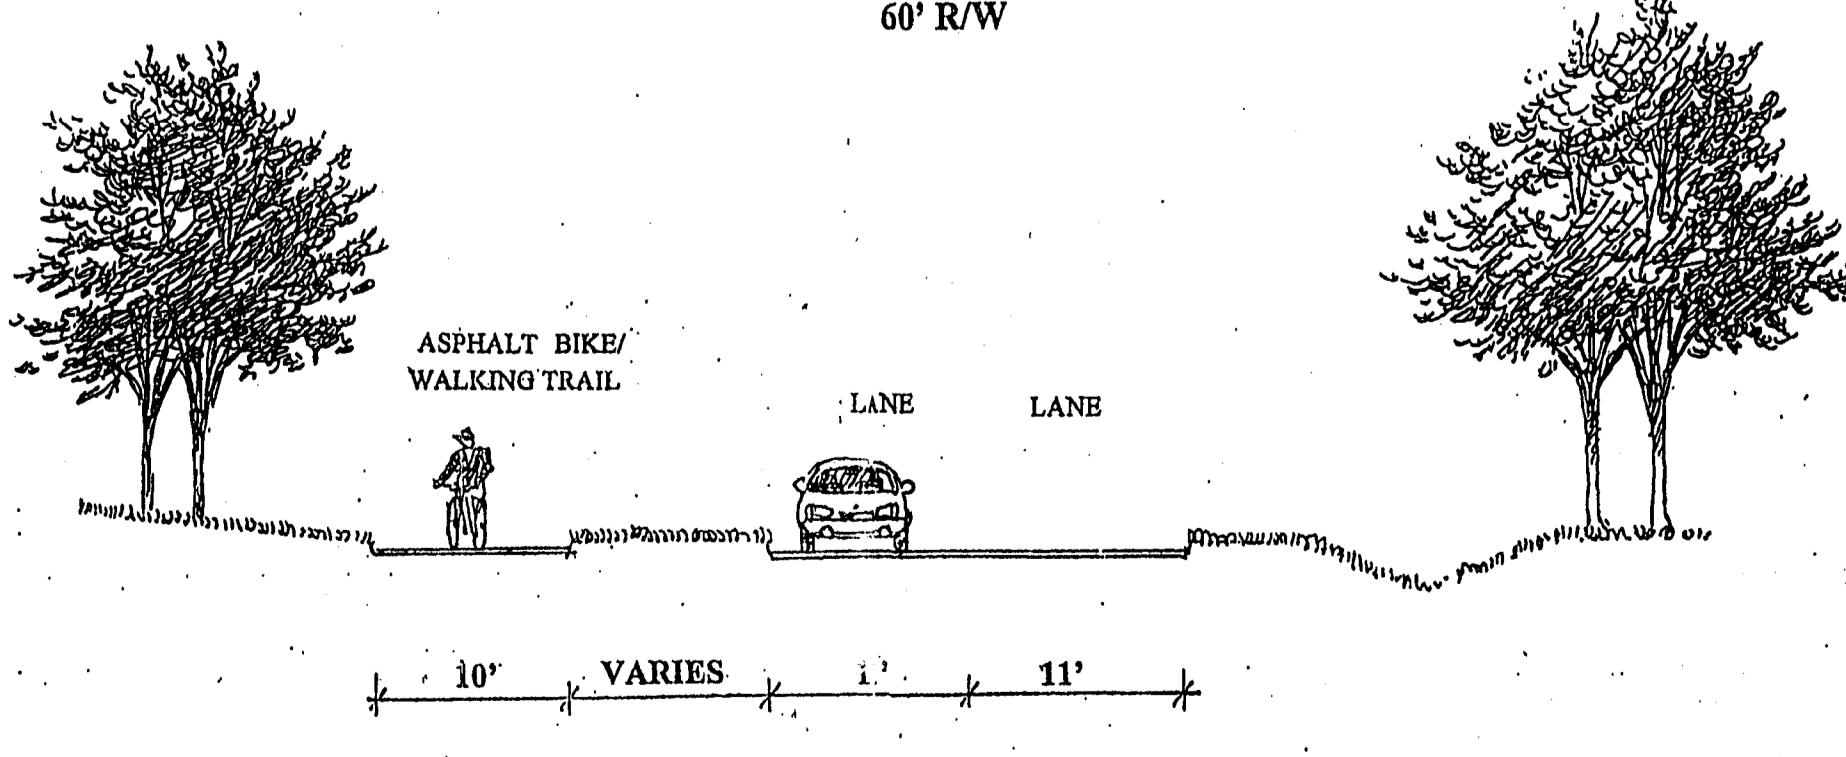 60' R/W
ASPHALT BIKE/
WALKING TRAIL
LANE
LANE
10'
VARIES
11'